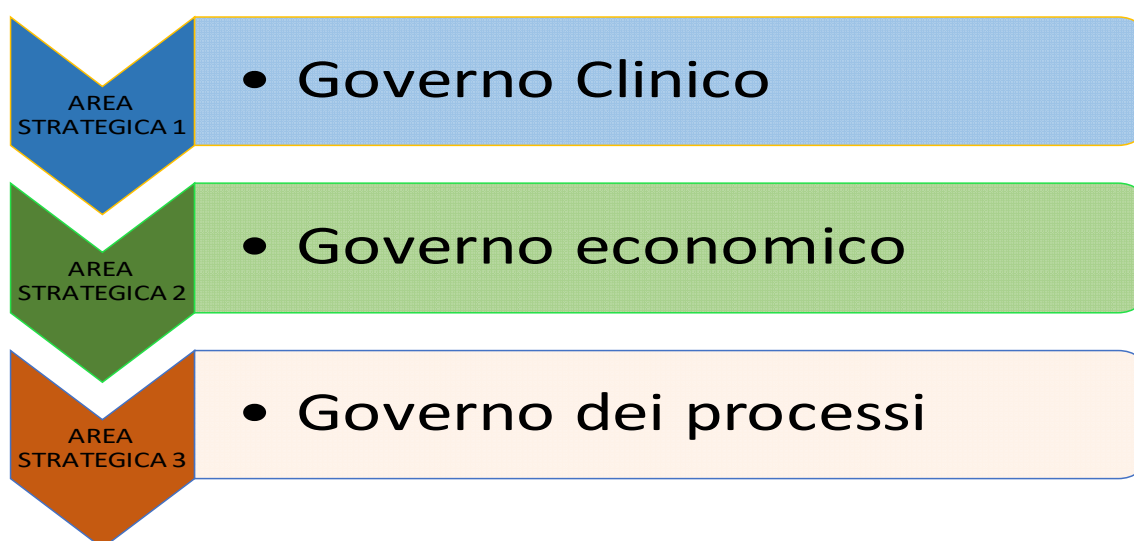 AREA
STRATEGICA 1
• Governo Clinico
AREA
STRATEGICA 2
• Governo economico
AREA
STRATEGICA 3
• Governo dei processi